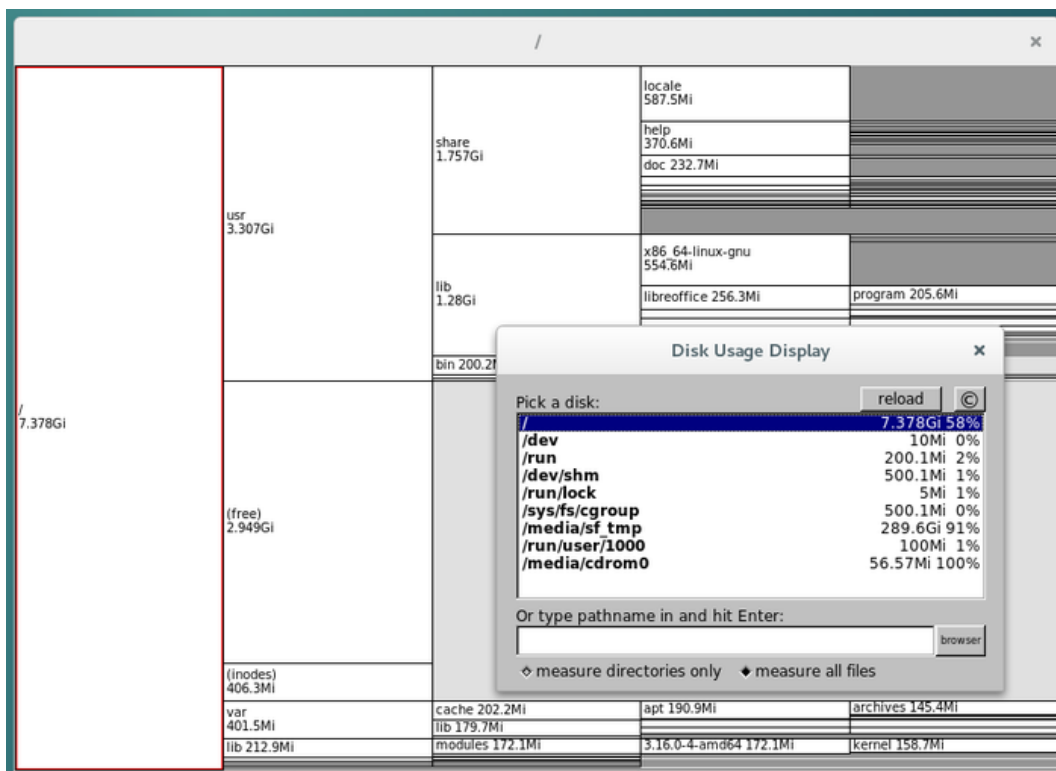 /
×
/
7.378Gi
usr
3.307Gi
(free)
2.949Gi
(inodes)
406.3Mi
var
401.5Mi
lib 212.9Mi
share
1.757Gi
lib
1.28Gi
cache 202.2Mi
lib 179.7Mi
modules 172.1Mi
locale
587.5Mi
help
370.6Mi
doc 232.7Mi
x86_64-linux-gnu
554.6Mi
libreoffice 256.3Mi
apt 190.9Mi
3.16.0-4-amd64 172.1Mi
program 205.6Mi
archives 145.4Mi
kernel 158.7Mi
Disk Usage Display ×
Pick a disk: reload ©
/ 7.378Gi 58%
/dev 10Mi 0%
/run 200.1Mi 2%
/dev/shm 500.1Mi 1%
/run/lock 5Mi 1%
/sys/fs/cgroup 500.1Mi 0%
/media/sf_tmp 289.6Gi 91%
/run/user/1000 100Mi 1%
/media/cdrom0 56.57Mi 100%
Or type pathname in and hit Enter:
browser
measure directories only measure all files
bin